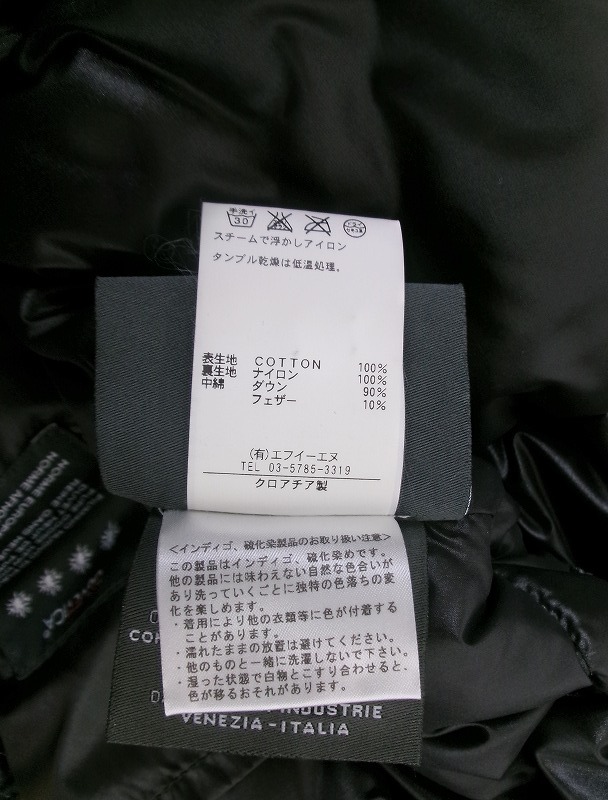 手洗イ
30
スチームで浮かしアイロン
タンブル乾燥は低温処理。
表生地 COTTON 100%
裏生地 ナイロン 100%
中綿 ダウン 90%
フェザー 10%
(有)エフイーエヌ
TEL 03-5785-3319
クロアチア製
<インディゴ、硫化染製品のお取り扱い注意>
この製品はインディゴ、硫化染めです。
他の製品には味わえない自然な色合いが
あり洗っていくごとに独特の色落ちの変
化を楽しめます。
・着用により他の衣類等に色が付着する
ことがあります。
・濡れたままの放置は避けてください。
・他のものと一緒に洗濯しないで下さい。
・湿った状態で白物とこすり合わせると、
色が移るおそれがあります。
INDUSTRIE
VENEZIA-ITALIA